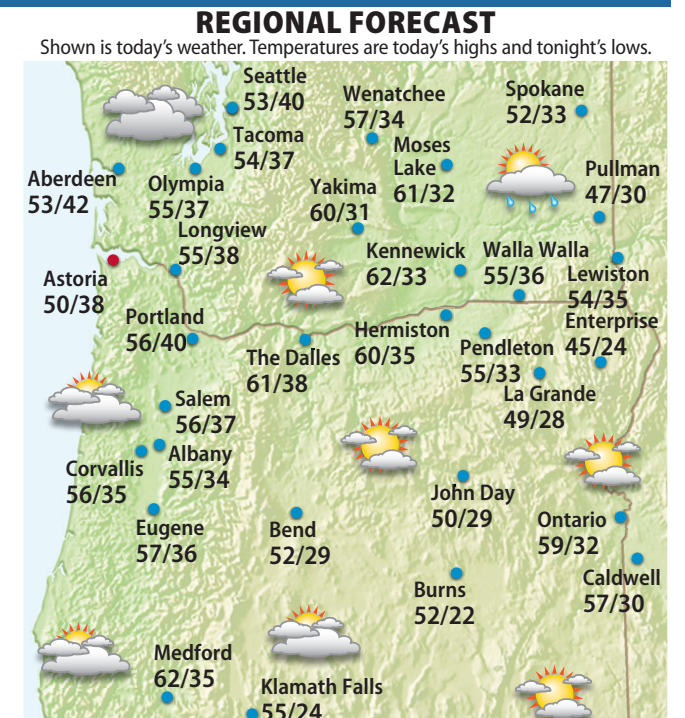 REGIONAL FORECAST
Shown is today's weather. Temperatures are today's highs and tonight's lows.
Seattle
53/40
Wenatchee
57/34
Spokane
52/33
Tacoma
54/37
Moses
Lake
61/32
Pullman
47/30
Aberdeen
53/42
Olympia
55/37
Yakima
60/31
Longview
55/38
Kennewick
62/33
Walla Walla
55/36
Lewiston
54/35
Astoria
50/38
Portland
56/40
The Dalles
61/38
Hermiston
60/35
Pendleton
55/33
Enterprise
45/24
La Grande
49/28
Salem
56/37
Albany
55/34
Corvallis
56/35
John Day
50/29
Eugene
57/36
Bend
52/29
Ontario
59/32
Burns
52/22
Caldwell
57/30
Medford
62/35
Klamath Falls
55/24